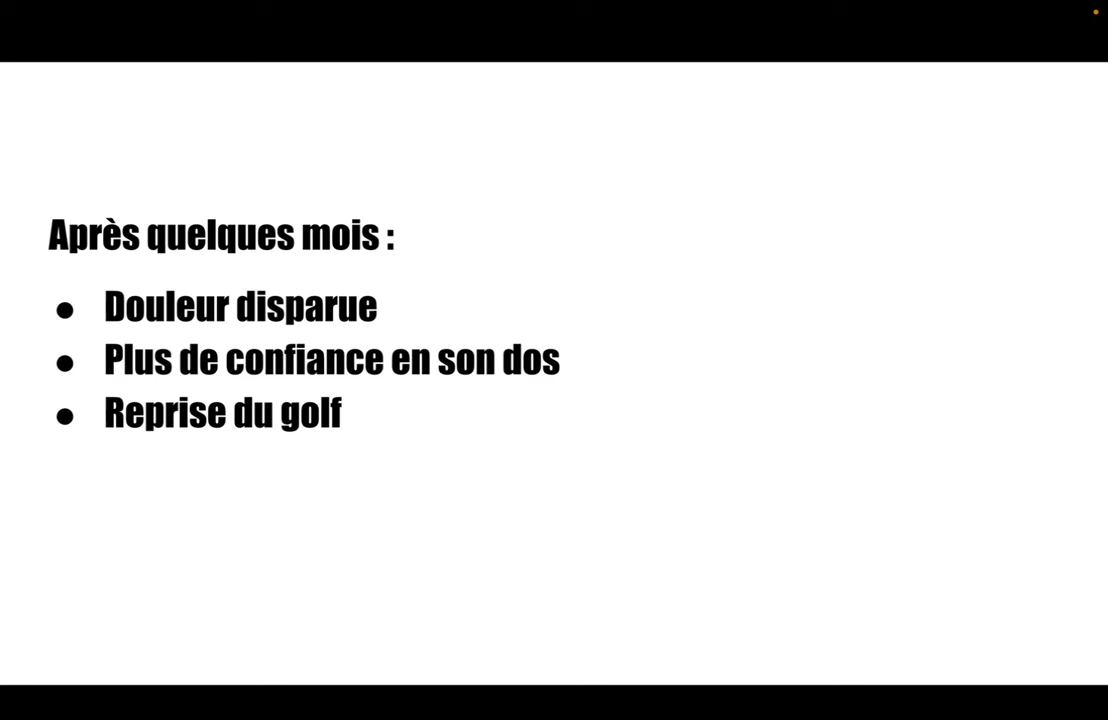 Après quelques mois :
● Douleur disparue
● Plus de confiance en son dos
● Reprise du golf